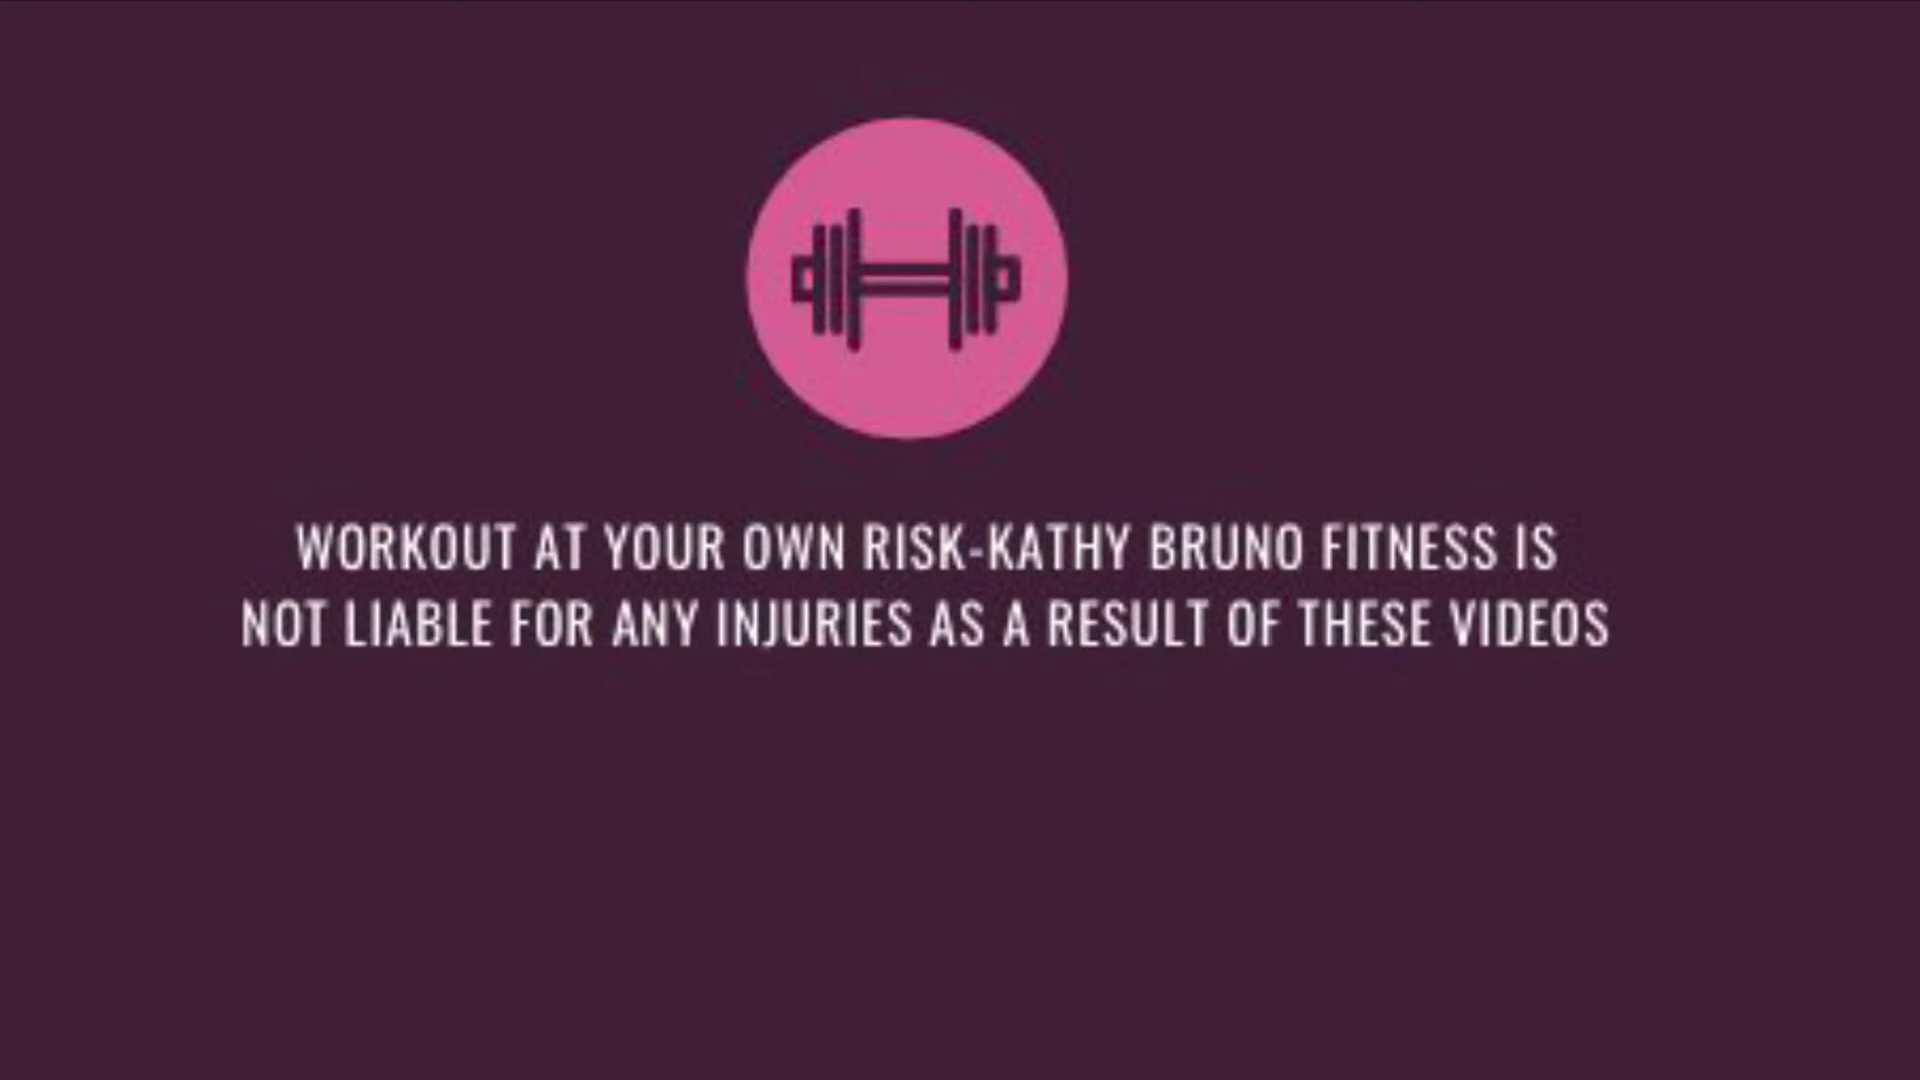 WORKOUT AT YOUR OWN RISK-KATHY BRUNO FITNESS IS
NOT LIABLE FOR ANY INJURIES AS A RESULT OF THESE VIDEOS